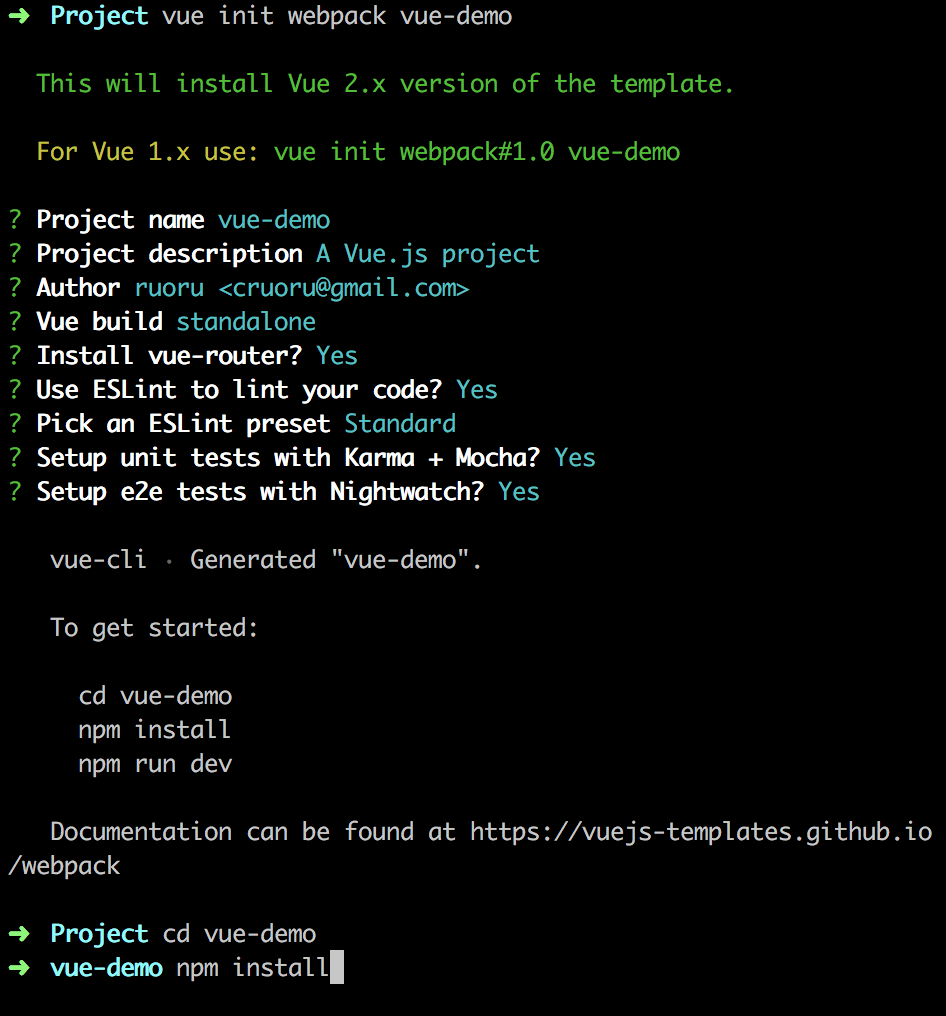 ➜ Project vue init webpack vue-demo
This will install Vue 2.x version of the template.
For Vue 1.x use: vue init webpack#1.0 vue-demo
? Project name vue-demo
? Project description A Vue.js project
? Author ruoru <cruoru@gmail.com>
? Vue build standalone
? Install vue-router? Yes
? Use ESLint to lint your code? Yes
? Pick an ESLint preset Standard
? Setup unit tests with Karma + Mocha? Yes
? Setup e2e tests with Nightwatch? Yes
vue-cli · Generated "vue-demo".
To get started:
cd vue-demo
npm install
npm run dev
Documentation can be found at https://vuejs-templates.github.io
/webpack
➜ Project cd vue-demo
➜ vue-demo npm install